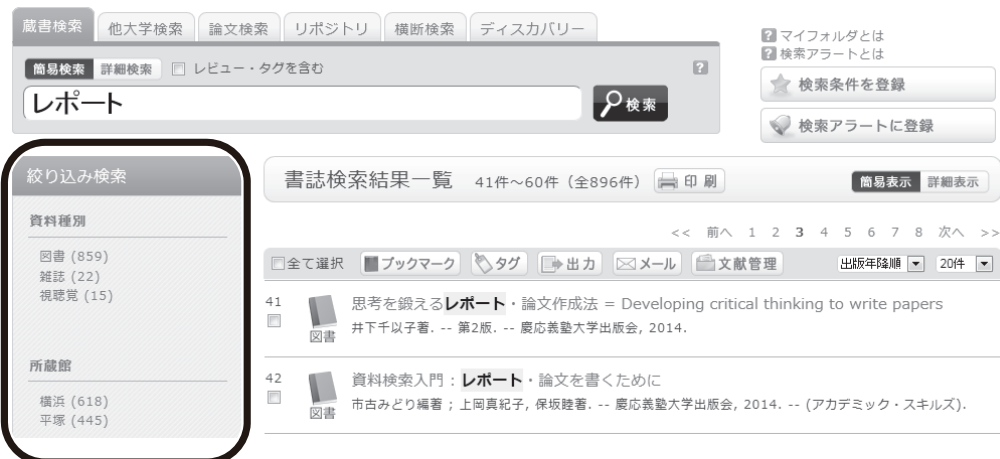 蔵書検索 他大学検索 論文検索 リポジトリ 横断検索 ディスカバリー
簡易検索 詳細検索 レビュー・タグを含む ?
レポート 検索
? マイフォルダとは
? 検索アラートとは
検索条件を登録
検索アラートに登録
絞り込み検索
資料種別
図書 (859)
雑誌 (22)
視聴覚 (15)
所蔵館
横浜 (618)
平塚 (445)
書誌検索結果一覧 41件～60件 (全896件) 印刷 簡易表示 詳細表示
<< 前へ 1 2 3 4 5 6 7 8 次へ >>
全て選択 ブックマーク タグ 出力 メール 文献管理 出版年降順 20件
41 思考を鍛えるレポート・論文作成法 = Developing critical thinking to write papers
図書 井下千以子著. -- 第2版. -- 慶応義塾大学出版会, 2014.
42 資料検索入門 : レポート・論文を書くために
図書 市古みどり編著 ; 上岡真紀子, 保坂睦著. -- 慶応義塾大学出版会, 2014. -- (アカデミック・スキルズ).